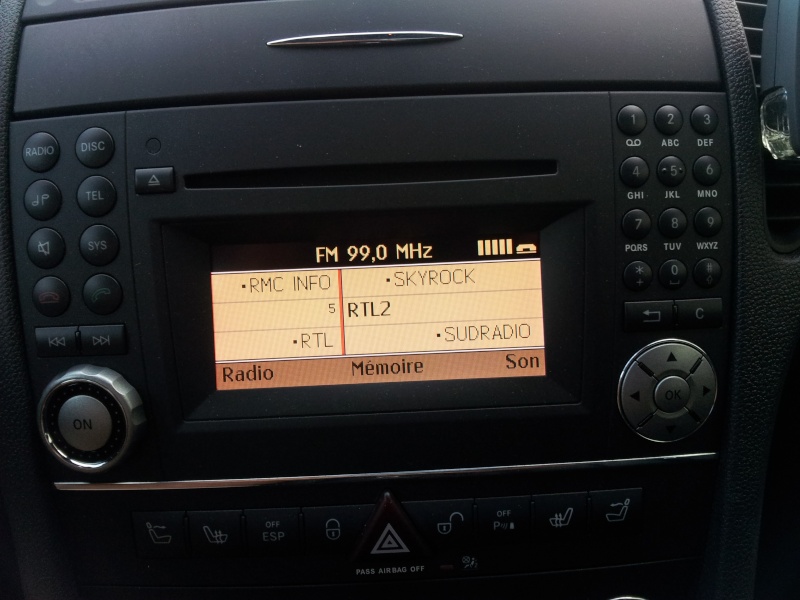 RADIO
DISC
TEL
SYS
ON
FM 99,0 MHz
•RMC INFO
•SKYROCK
5
RTL2
•RTL
•SUDRADIO
Radio
Mémoire
Son
1 2 3
ABC DEF
4 5 6
GHI JKL MNO
7 8 9
PQRS TUV WXYZ
* 0 #
+
C
OK
OFF
ESP
OFF
P
PASS AIRBAG OFF